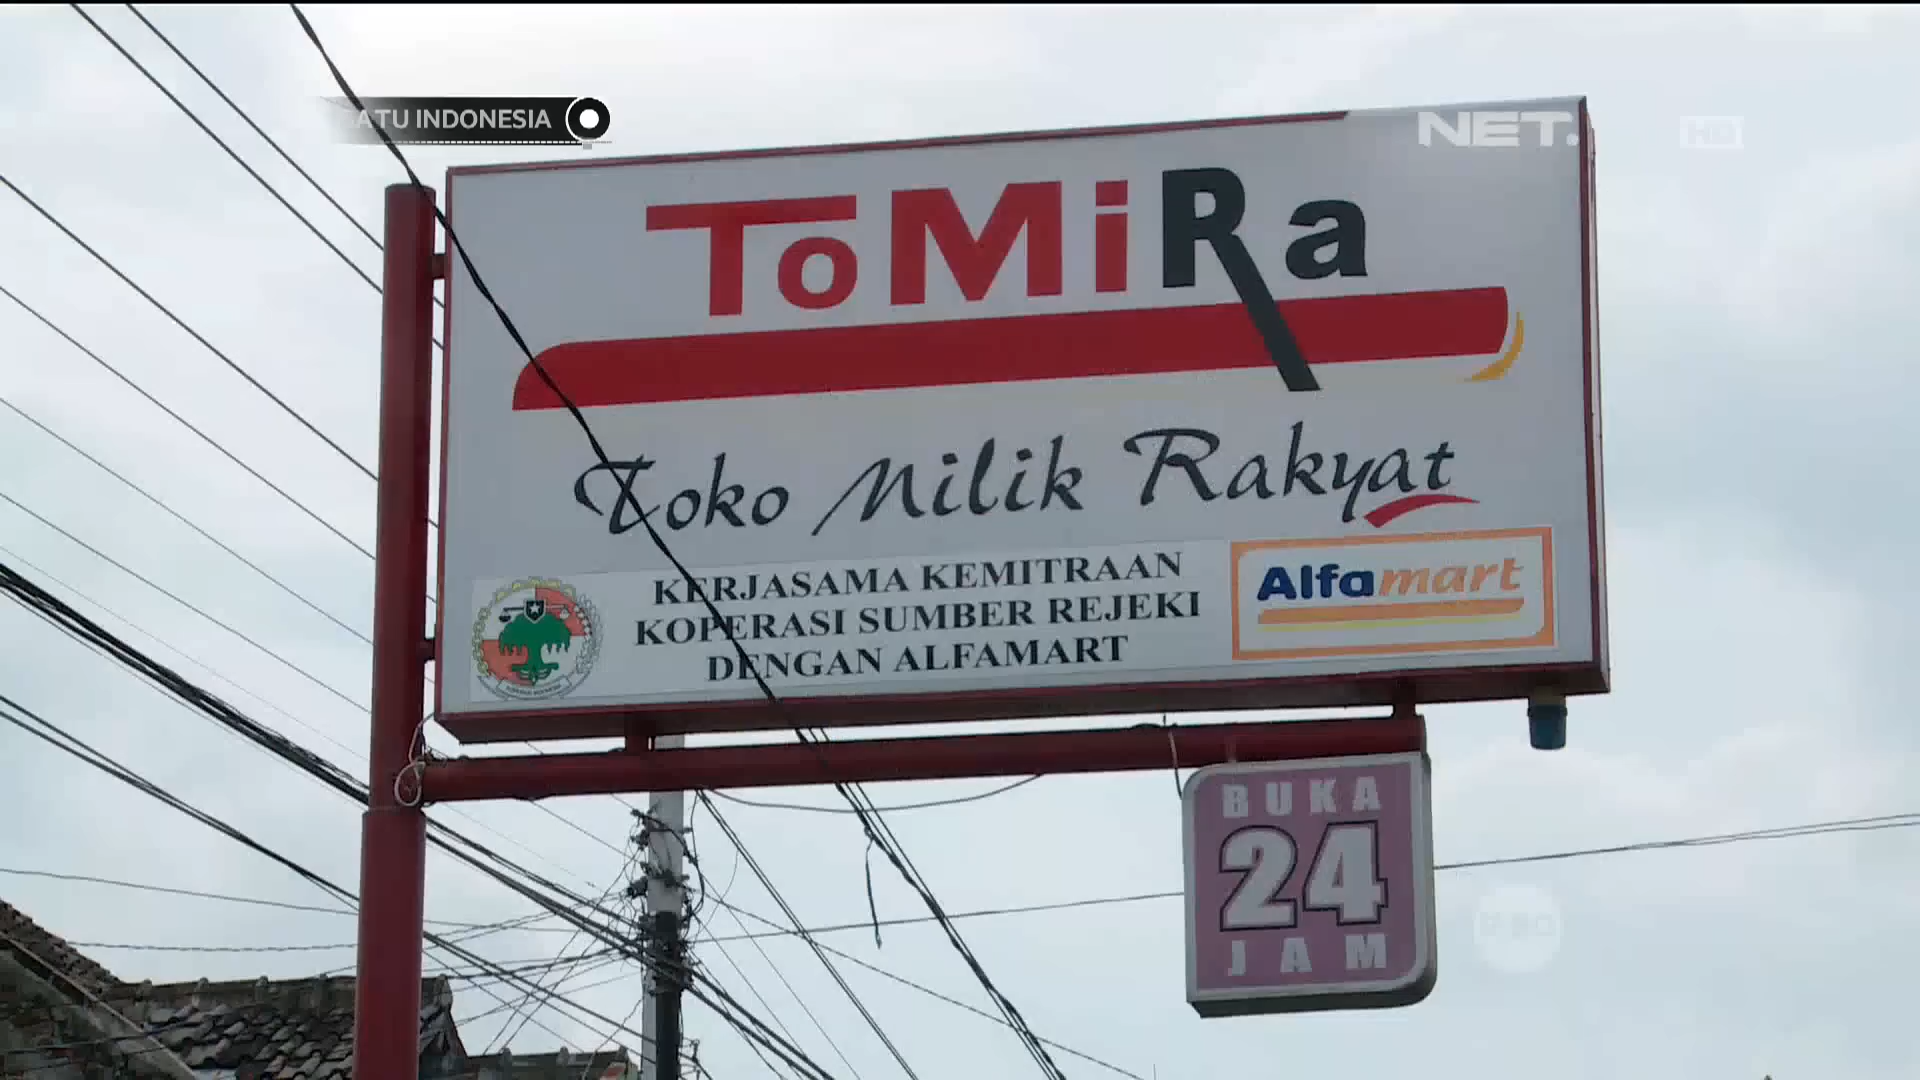 ATU INDONESIA
NET.
HD
ToMiRa
Toko Milik Rakyat
KERJASAMA KEMITRAAN
KOPERASI SUMBER REJEKI
DENGAN ALFAMART
Alfamart
BUKA
24
JAM